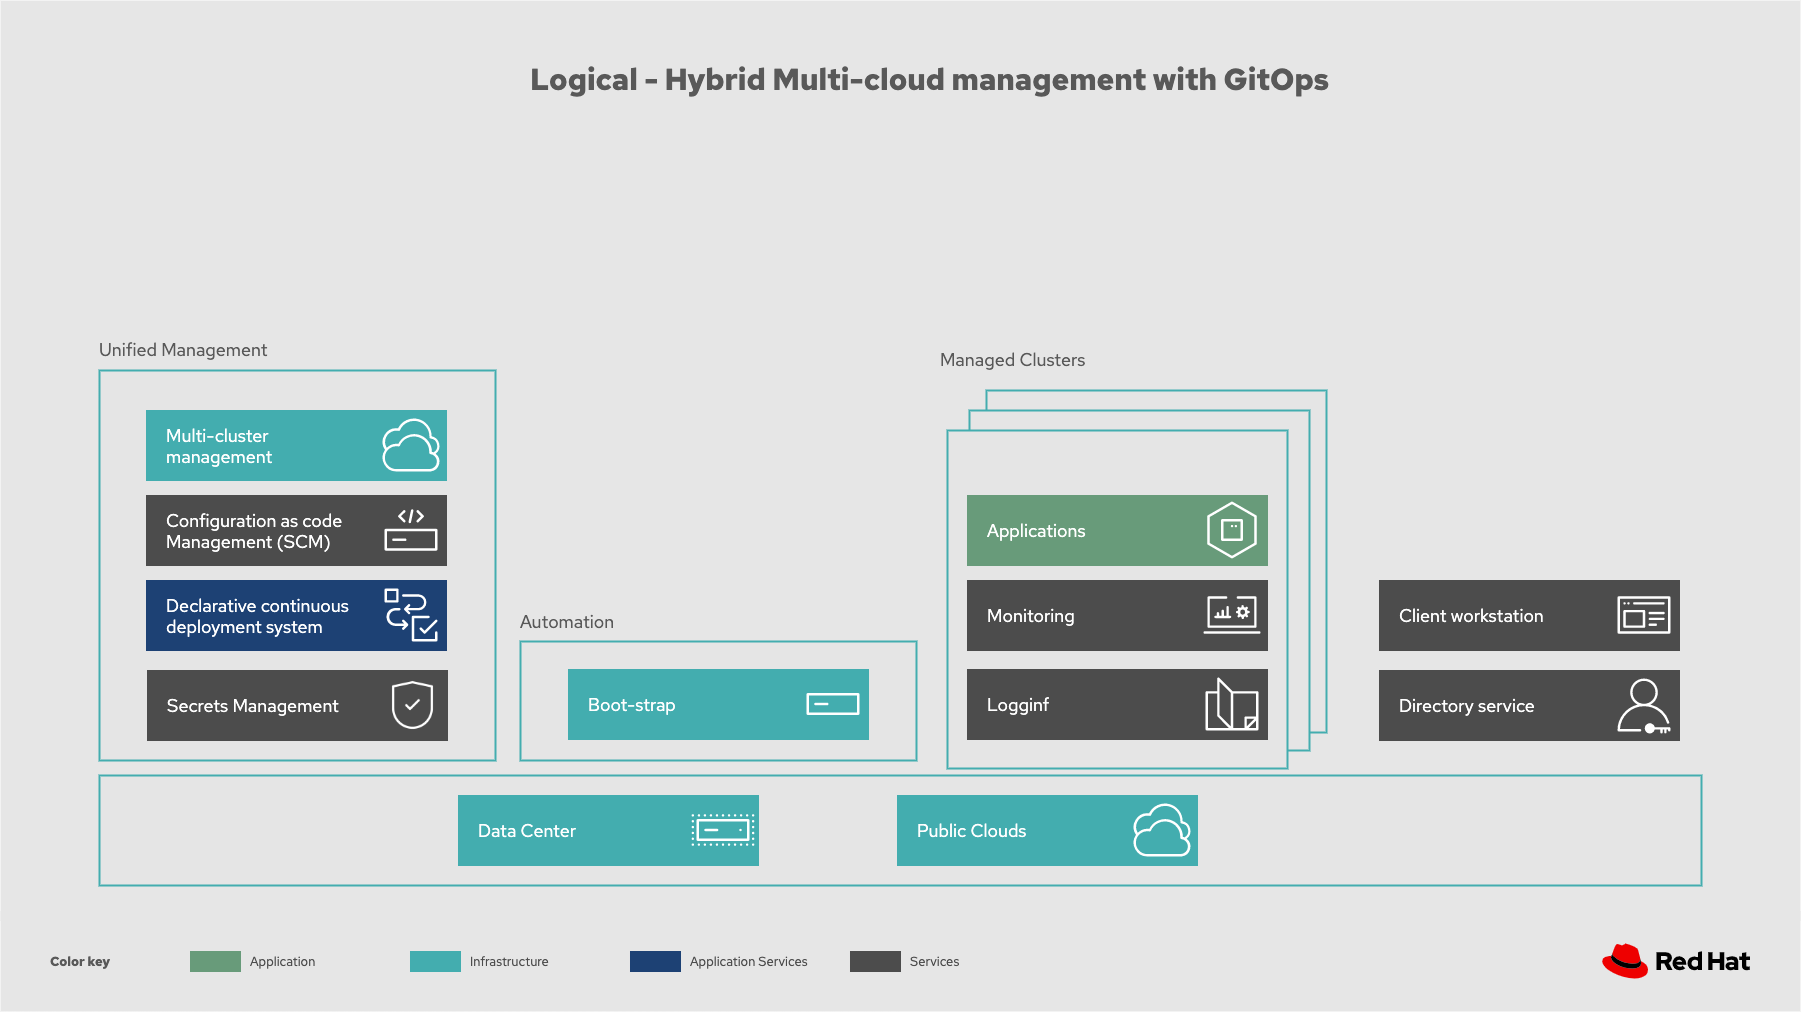 Logical - Hybrid Multi-cloud management with GitOps
Unified Management
Multi-cluster
management
Configuration as code
Management (SCM)
Declarative continuous
deployment system
Secrets Management
Automation
Boot-strap
Managed Clusters
Applications
Monitoring
Logginf
Client workstation
Directory service
Data Center
Public Clouds
Color key
Application
Infrastructure
Application Services
Services
Red Hat